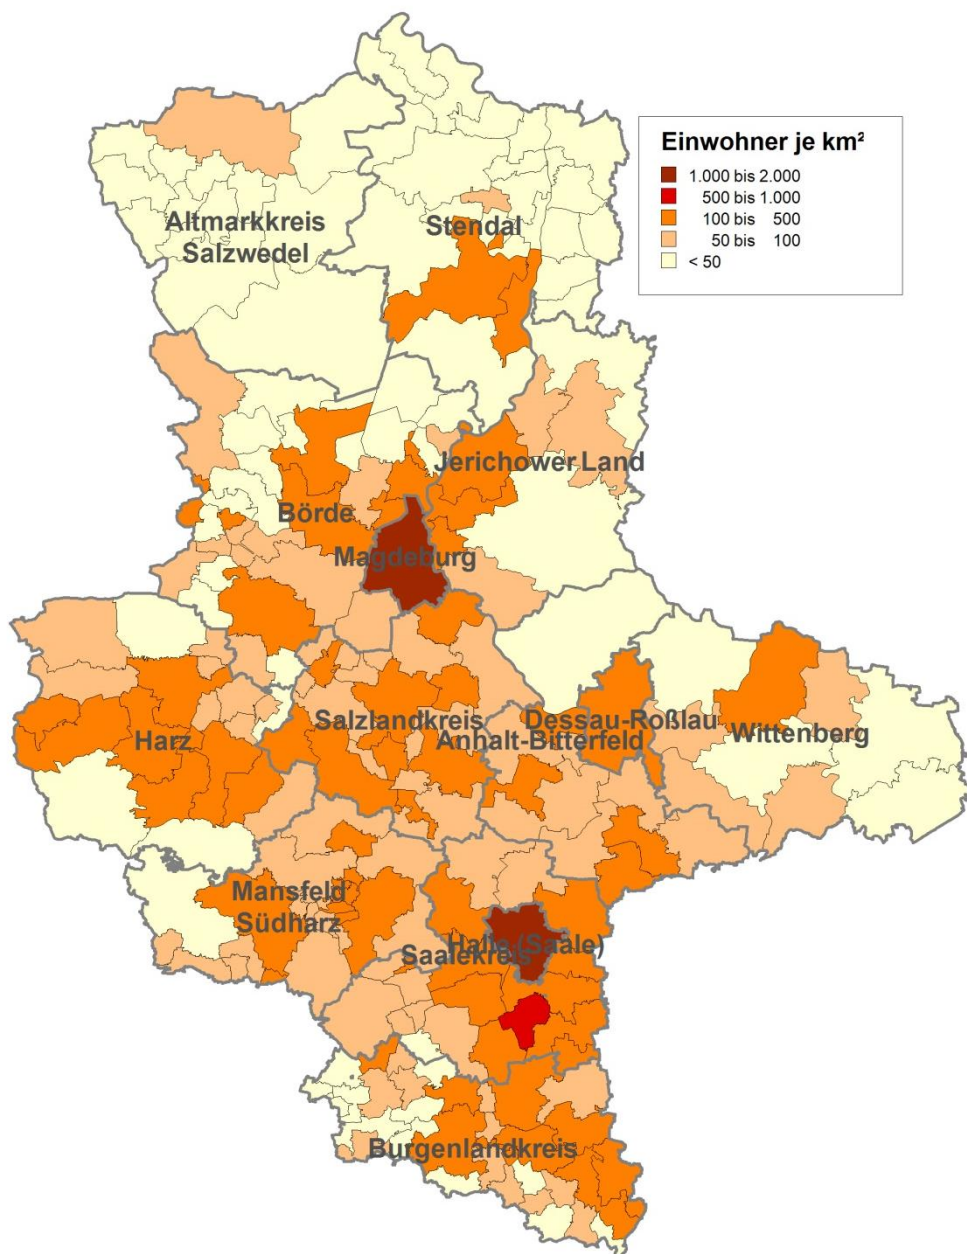 Einwohner je km²
1.000 bis 2.000
500 bis 1.000
100 bis 500
50 bis 100
< 50
Altmarkkreis
Salzwedel
Stendal
Jerichower Land
Börde
Magdeburg
Salzlandkreis
Dessau-Roßlau
Anhalt-Bitterfeld
Wittenberg
Harz
Mansfeld
Südharz
Halle (Saale)
Saalekreis
Burgenlandkreis